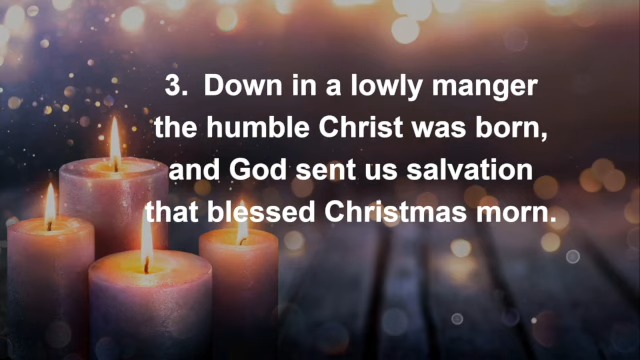 3. Down in a lowly manger
the humble Christ was born,
and God sent us salvation
that blessed Christmas morn.